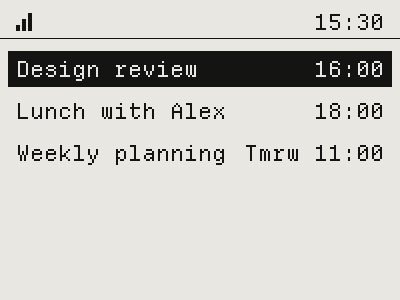 15:30
Design review 16:00
Lunch with Alex 18:00
Weekly planning Tmrw 11:00